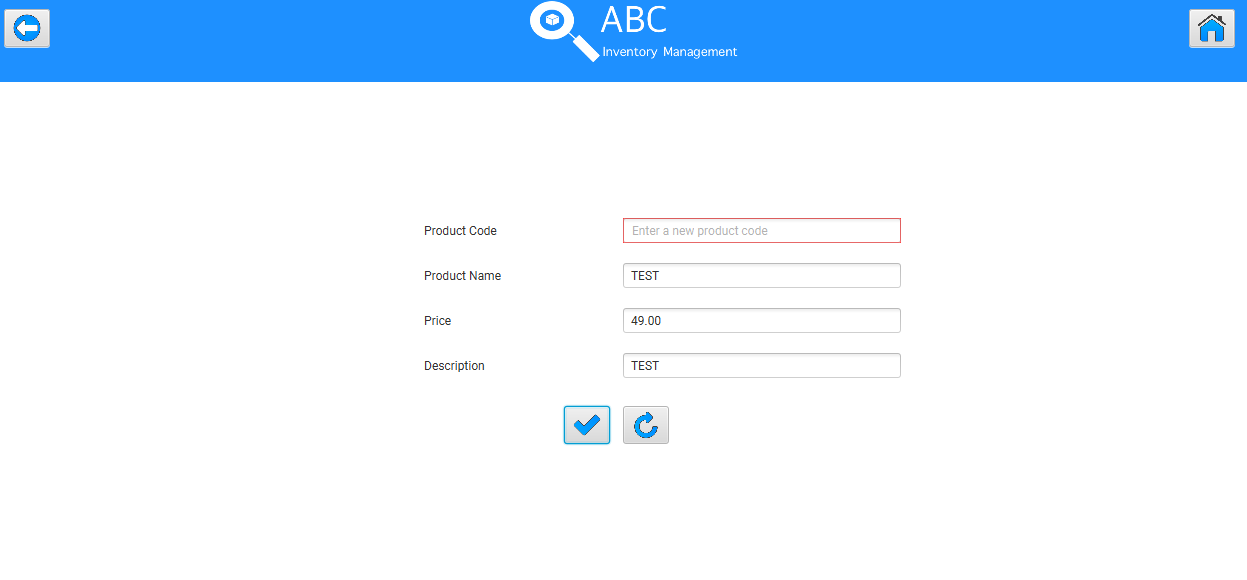 ABC
Inventory Management
Product Code Enter a new product code
Product Name TEST
Price 49.00
Description TEST